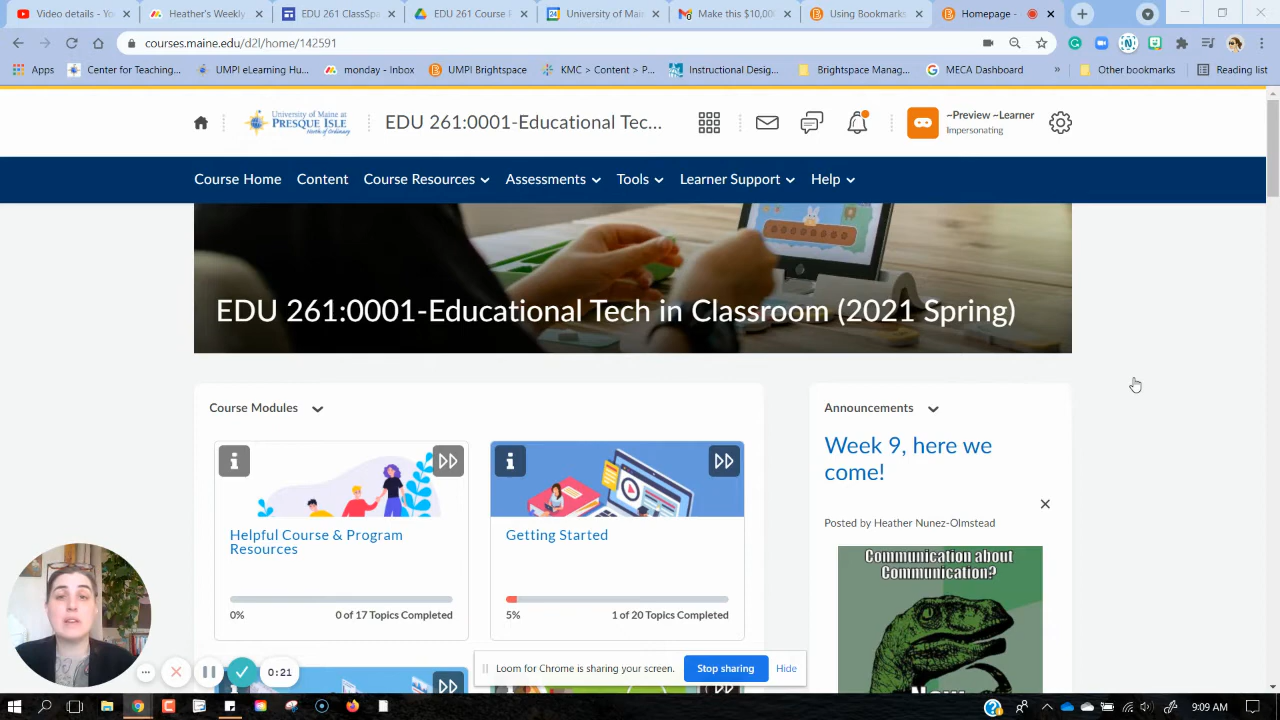 Video details - Yo
Heather's Weekly
EDU 261 ClassSpa
EDU 261 Course F
University of Mai
Make this $10,00
Using Bookmarks
Homepage -
courses.maine.edu/d2l/home/142591
Apps
Center for Teaching...
UMPI eLearning Hu...
monday - Inbox
UMPI Brightspace
KMC > Content > P...
Instructional Desig...
Brightspace Manag...
MECA Dashboard
»
Other bookmarks
Reading list
University of Maine at
PRESQUE ISLE
North of Ordinary
EDU 261:0001-Educational Tec...
~Preview ~Learner
Impersonating
Course Home
Content
Course Resources
Assessments
Tools
Learner Support
Help
EDU 261:0001-Educational Tech in Classroom (2021 Spring)
Course Modules
Helpful Course & Program
Resources
0%
0 of 17 Topics Completed
Getting Started
5%
1 of 20 Topics Completed
Announcements
Week 9, here we
come!
Posted by Heather Nunez-Olmstead
Communication about
Communication?
Now
0:21
Loom for Chrome is sharing your screen.
Stop sharing
Hide
9:09 AM